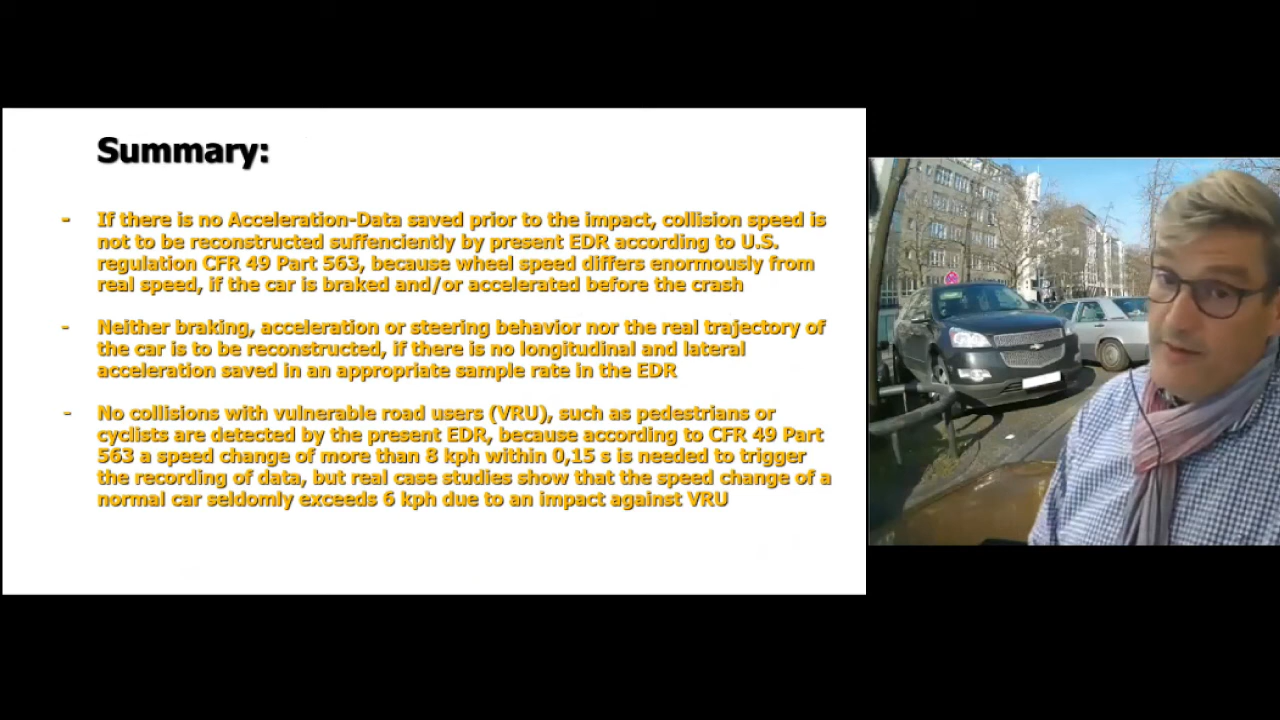 Summary:
- If there is no Acceleration-Data saved prior to the impact, collision speed is
not to be reconstructed suffenciently by present EDR according to U.S.
regulation CFR 49 Part 563, because wheel speed differs enormously from
real speed, if the car is braked and/or accelerated before the crash
- Neither braking, acceleration or steering behavior nor the real trajectory of
the car is to be reconstructed, if there is no longitudinal and lateral
acceleration saved in an appropriate sample rate in the EDR
- No collisions with vulnerable road users (VRU), such as pedestrians or
cyclists are detected by the present EDR, because according to CFR 49 Part
563 a speed change of more than 8 kph within 0,15 s is needed to trigger
the recording of data, but real case studies show that the speed change of a
normal car seldomly exceeds 6 kph due to an impact against VRU